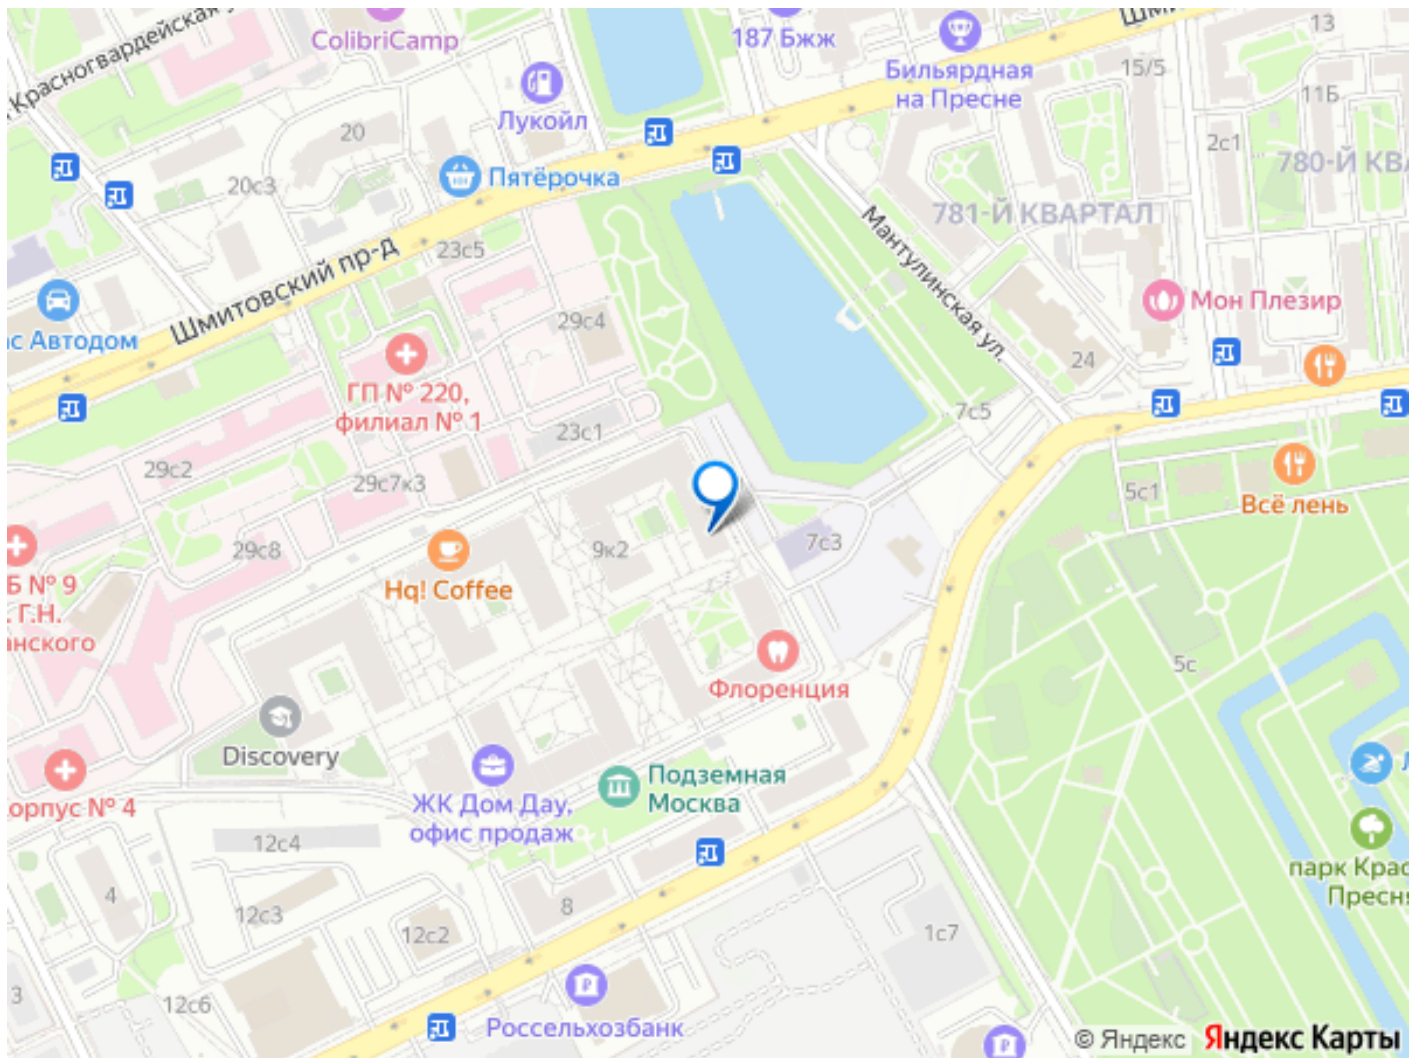 Красногвардейская
ColibriCamp
187 Бжж
Бильярдная
на Пресне
13
15/5
11Б
Лукойл
20
2с1
780-Й КВА
Пятёрочка
20с3
781-Й КВАРТАЛ
Мантулинская ул.
23с5
Шмитовский пр-д
Мон Плезир
ас Автодом
29с4
24
ГП № 220,
филиал № 1
7с5
23с1
29с2
29с7к3
5с1
Всё лень
29с8
9к2
7с3
Hq! Coffee
Б № 9
. Г.Н.
анского
5с
Флоренция
Discovery
Подземная
Москва
орпус № 4
ЖК Дом Дау,
офис продаж
12с4
парк Крас
Пресня
4
12с3
8
12с2
1с7
3
12с6
Россельхозбанк
© Яндекс Яндекс Карты